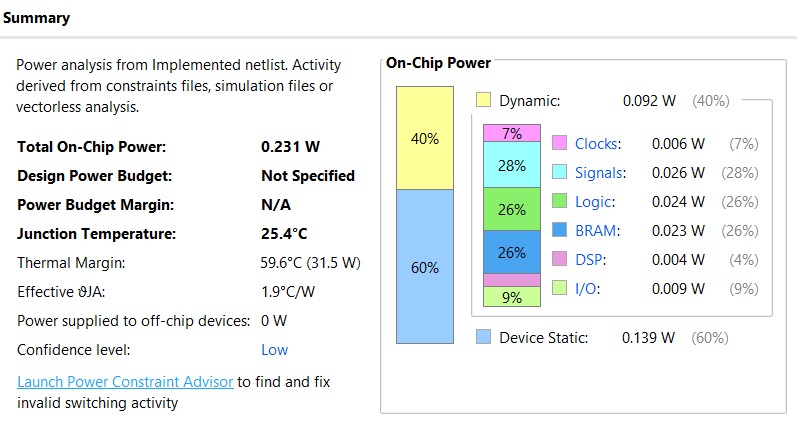 Summary
Power analysis from Implemented netlist. Activity
derived from constraints files, simulation files or
vectorless analysis.
Total On-Chip Power: 0.231 W
Design Power Budget: Not Specified
Power Budget Margin: N/A
Junction Temperature: 25.4°C
Thermal Margin: 59.6°C (31.5 W)
Effective ϑJA: 1.9°C/W
Power supplied to off-chip devices: 0 W
Confidence level: Low
Launch Power Constraint Advisor to find and fix
invalid switching activity
On-Chip Power
40%
60%
Dynamic: 0.092 W (40%)
7%
28%
26%
26%
9%
Clocks: 0.006 W (7%)
Signals: 0.026 W (28%)
Logic: 0.024 W (26%)
BRAM: 0.023 W (26%)
DSP: 0.004 W (4%)
I/O: 0.009 W (9%)
Device Static: 0.139 W (60%)